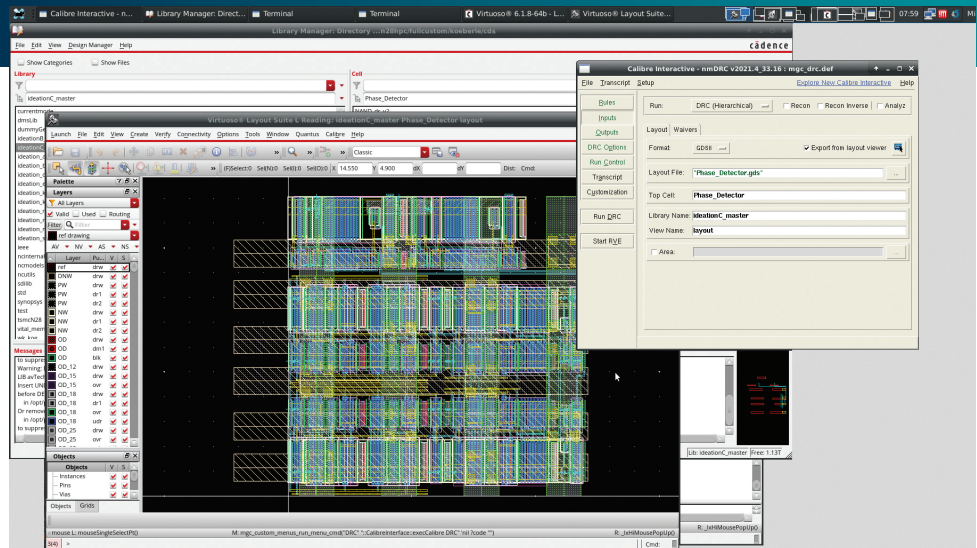 Calibre Interactive - n...
Library Manager: Direct...
Terminal
Terminal
Virtuoso® 6.1.8-64b - L...
Virtuoso® Layout Suite...
07:59
Mi
Library Manager: Directory ...n28hpc/fullcustom/koeberle/cds
File Edit View Design Manager Help
cādence
Show Categories Show Files
Library
Cell
ideationC_master
Phase_Detector
currentmode
dmsLib
dummyGe
ideationB
ideationC
ieee
ncinternal
ncmodels
ncutils
sdilib
std
synopsys
test
tsmcN28
vital_mem
Messages
to suppre
Warning:
LIB avTech
Insert UNI
before DE
in /opt/
Or remov
in /opt/
to suppre
Virtuoso® Layout Suite L Reading: ideationC_master Phase_Detector layout
Launch File Edit View Create Verify Connectivity Options Tools Window Quantus Calibre Help
Classic
(F)Select:0 Sel(N):0 Sel(I):0 Sel(O):0 X 14.550 Y 4.900 dX dY Dist: Cmd:
Palette
Layers
All Layers
Valid Used Routing
Filter
ref drawing
AV NV AS NS
Layer Pu... V S
ref drw
DNW drw
PW drw
PW dr1
PW dr2
NW drw
NW dr1
NW dr2
OD drw
OD dm1
OD blk
OD_12 drw
OD_15 drw
OD_15 ovr
OD_18 drw
OD_18 dr1
OD_18 ovr
OD_18 udr
OD_25 drw
OD_25 ovr
Objects
Objects V S
Instances
Pins
Vias
Objects Grids
mouse L: mouseSingleSelectPt()
M: mgc_custom_menus_run_menu_cmd("DRC" ":CalibreInterface::execCalibre DRC" 'nil ?code "")
R: _lxHiMousePopUp()
3(4) >
Cmd:
Calibre Interactive - nmDRC v2021.4_33.16 : mgc_drc.def
File Transcript Setup
Explore New Calibre Interactive Help
Rules
Inputs
Outputs
DRC Options
Run Control
Transcript
Customization
Run DRC
Start RVE
Run: DRC (Hierarchical) Recon Recon Inverse Analyz
Layout Waivers
Format: GDSII Export from layout viewer
Layout File: "Phase_Detector.gds" ...
Top Cell: Phase_Detector
Library Name: ideationC_master
View Name: layout
Area: ...
Lib: ideationC_master Free: 1.13T
R: _lxHiMousePopUp()